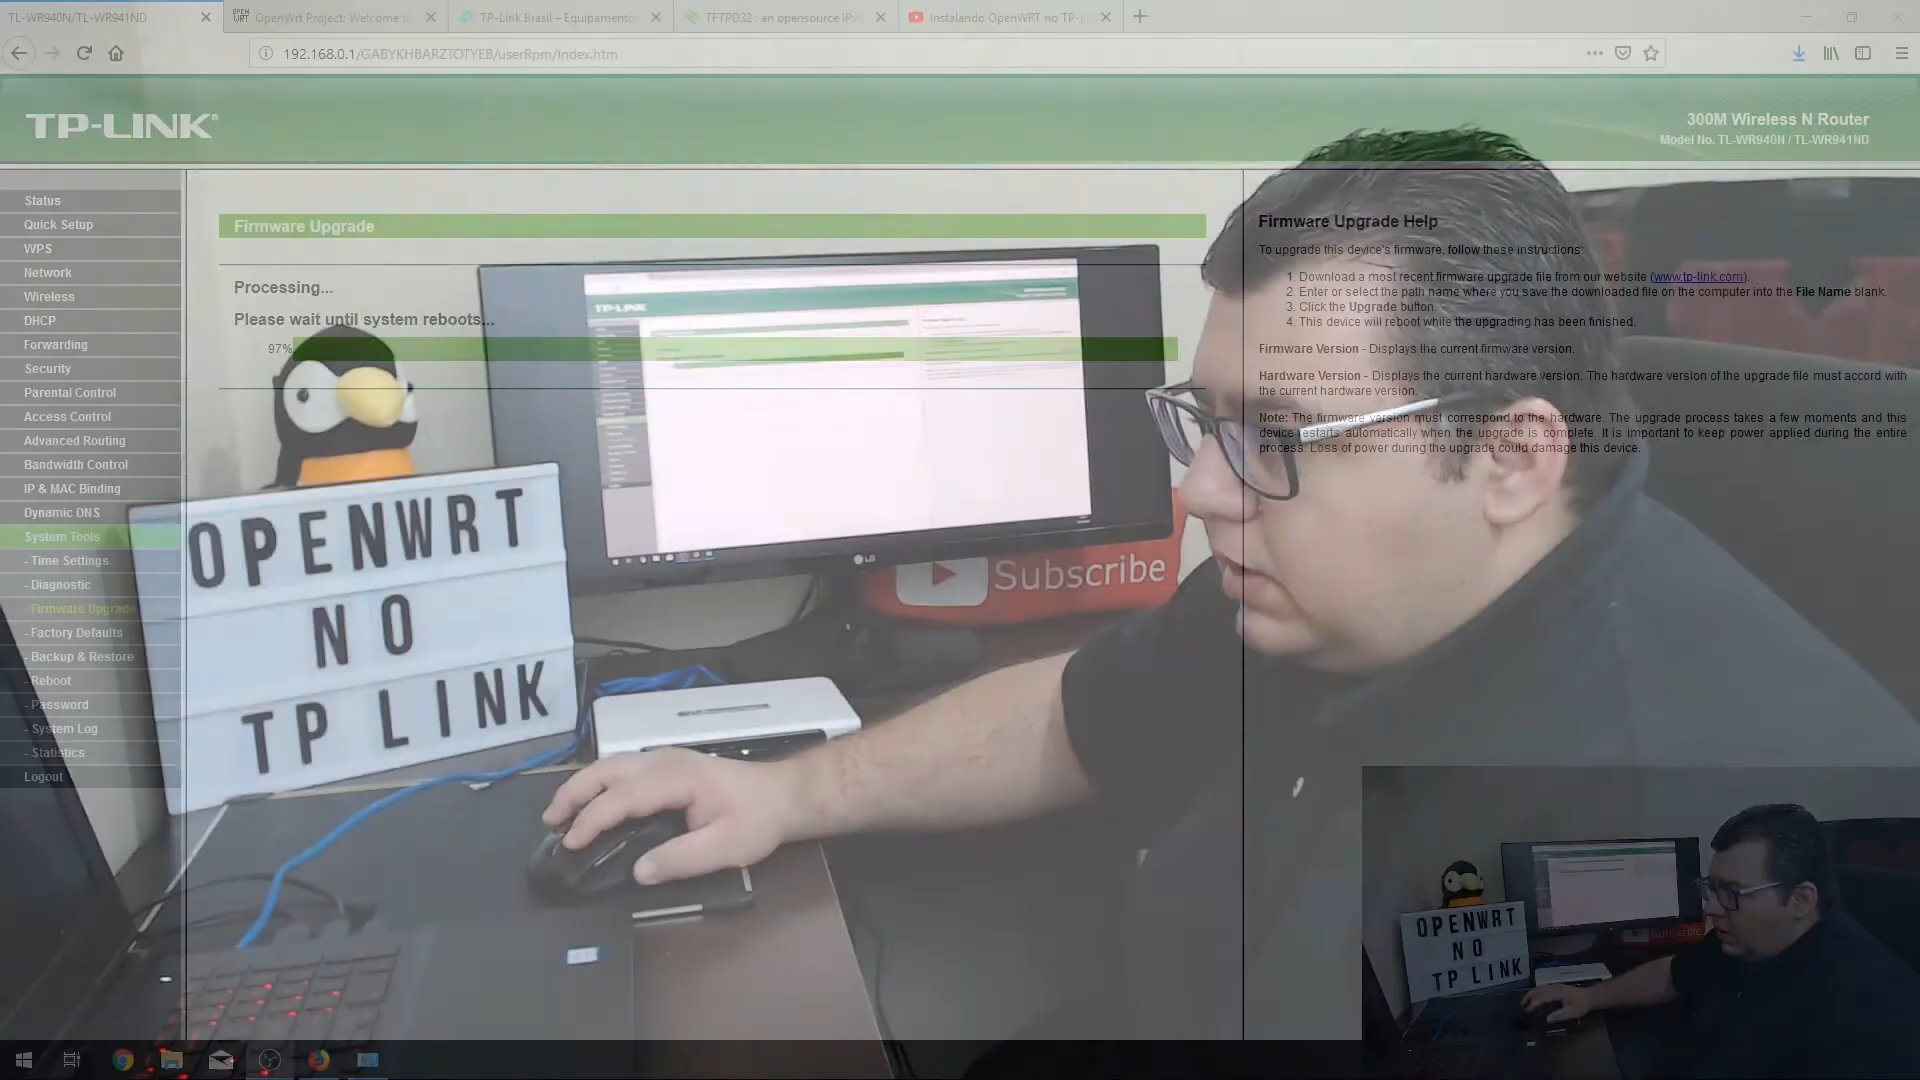 TL-WR940N/TL-WR941ND
OpenWrt Project: Welcome to
TP-Link Brasil – Equipamentos
TFTPD32 : an opensource IPv
Instalando OpenWRT no TP-L
192.168.0.1/GABYKHBARZTOTYEB/userRpm/Index.htm
TP-LINK®
300M Wireless N Router
Model No. TL-WR940N / TL-WR941ND
Status
Quick Setup
WPS
Network
Wireless
DHCP
Forwarding
Security
Parental Control
Access Control
Advanced Routing
Bandwidth Control
IP & MAC Binding
Dynamic DNS
System Tools
- Time Settings
- Diagnostic
- Firmware Upgrade
- Factory Defaults
- Backup & Restore
- Reboot
- Password
- System Log
- Statistics
Logout
Firmware Upgrade
Processing...
Please wait until system reboots...
97%
Firmware Upgrade Help
To upgrade this device's firmware, follow these instructions:
1. Download a most recent firmware upgrade file from our website (www.tp-link.com).
2. Enter or select the path name where you save the downloaded file on the computer into the File Name blank.
3. Click the Upgrade button.
4. This device will reboot while the upgrading has been finished.
Firmware Version - Displays the current firmware version.
Hardware Version - Displays the current hardware version. The hardware version of the upgrade file must accord with
the current hardware version.
Note: The firmware version must correspond to the hardware. The upgrade process takes a few moments and this
device restarts automatically when the upgrade is complete. It is important to keep power applied during the entire
process. Loss of power during the upgrade could damage this device.
TP-LINK
LG
Subscribe
OPENWRT
NO
TP LINK
Subscribe
OPENWRT
NO
TP LINK